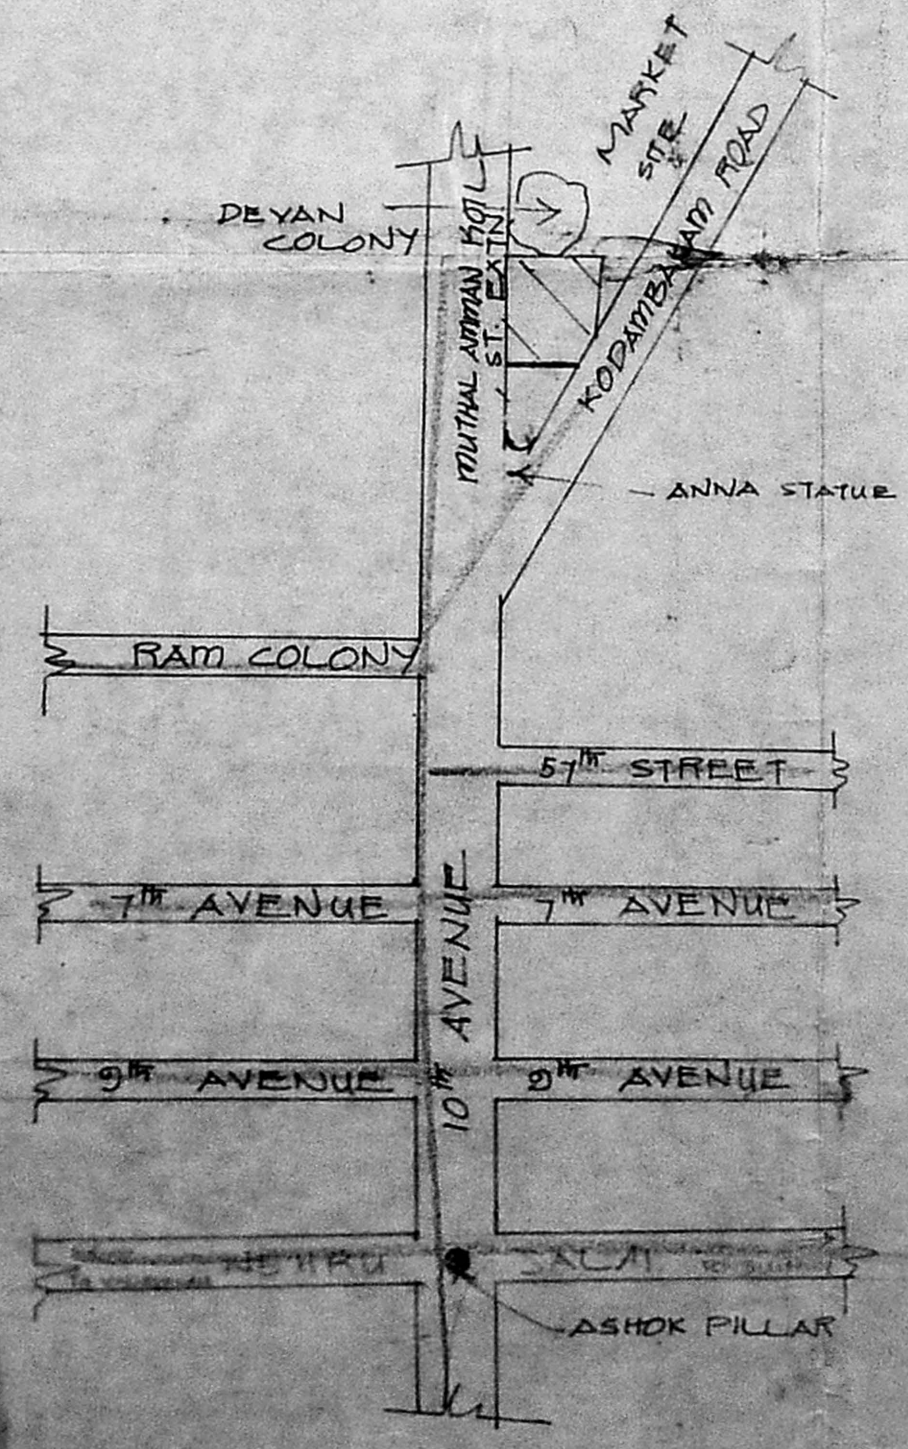 MARKET
SITE
DEVAN
COLONY
MUTHAL AMMAN KOIL
ST. EXTN
KODAMBAKAM ROAD
ANNA STATUE
RAM COLONY
57th STREET
7th AVENUE
7th AVENUE
10th AVENUE
9th AVENUE
9th AVENUE
NEHRU SALAI
ASHOK PILLAR